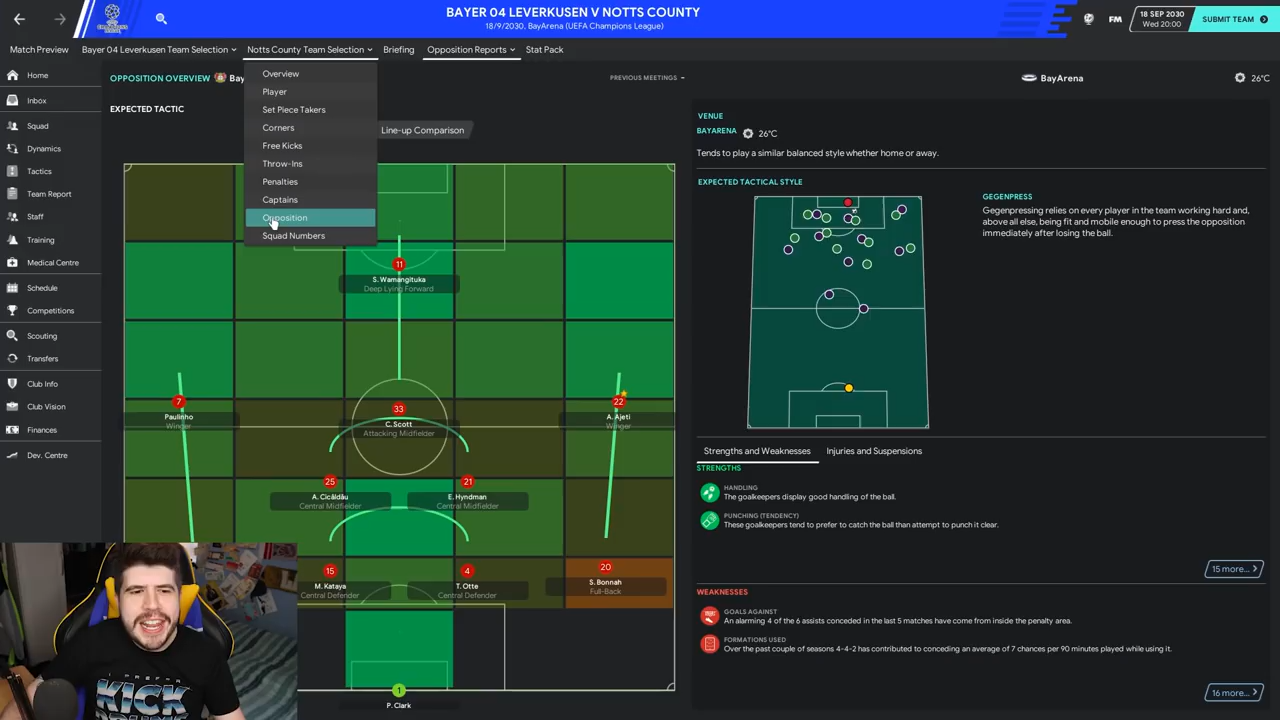 BAYER 04 LEVERKUSEN V NOTTS COUNTY
18/9/2030, BayArena (UEFA Champions League)
FM
18 SEP 2030
Wed 20:00
SUBMIT TEAM
Match Preview
Bayer 04 Leverkusen Team Selection
Notts County Team Selection
Briefing
Opposition Reports
Stat Pack
Home
Inbox
Squad
Dynamics
Tactics
Team Report
Staff
Training
Medical Centre
Schedule
Competitions
Scouting
Transfers
Club Info
Club Vision
Finances
Dev. Centre
OPPOSITION OVERVIEW
Bay
PREVIOUS MEETINGS
BayArena
26°C
Overview
Player
Set Piece Takers
Corners
Free Kicks
Throw-Ins
Penalties
Captains
Opposition
Squad Numbers
EXPECTED TACTIC
Line-up Comparison
11
S. Wamangituka
Deep Lying Forward
7
Paulinho
Winger
33
C. Scott
Attacking Midfielder
22
A. Ajeti
Winger
25
A. Cicâldău
Central Midfielder
21
E. Hyndman
Central Midfielder
15
M. Kataya
Central Defender
4
T. Otte
Central Defender
20
S. Bonnah
Full-Back
1
P. Clark
VENUE
BAYARENA 26°C
Tends to play a similar balanced style whether home or away.
EXPECTED TACTICAL STYLE
GEGENPRESS
Gegenpressing relies on every player in the team working hard and,
above all else, being fit and mobile enough to press the opposition
immediately after losing the ball.
Strengths and Weaknesses
Injuries and Suspensions
STRENGTHS
HANDLING
The goalkeepers display good handling of the ball.
PUNCHING (TENDENCY)
These goalkeepers tend to prefer to catch the ball than attempt to punch it clear.
15 more...
WEAKNESSES
GOALS AGAINST
An alarming 4 of the 6 assists conceded in the last 5 matches have come from inside the penalty area.
FORMATIONS USED
Over the past couple of seasons 4-4-2 has contributed to conceding an average of 7 chances per 90 minutes played while using it.
16 more...
KICK